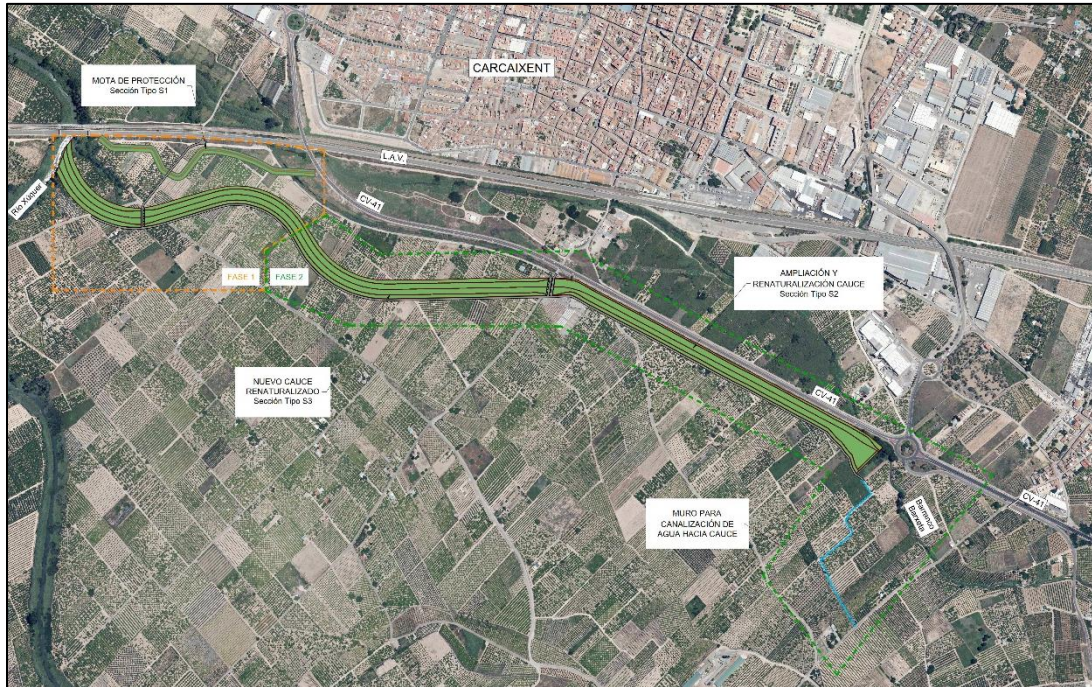 CARCAIXENT
MOTA DE PROTECCIÓN
Sección Tipo S1
L.A.V.
Río Xúquer
CV-41
FASE 1
FASE 2
AMPLIACIÓN Y
RENATURALIZACIÓN CAUCE
Sección Tipo S2
NUEVO CAUCE
RENATURALIZADO
Sección Tipo S3
CV-41
MURO PARA
CANALIZACIÓN DE
AGUA HACIA CAUCE
Barranco
Barxeta
CV-41